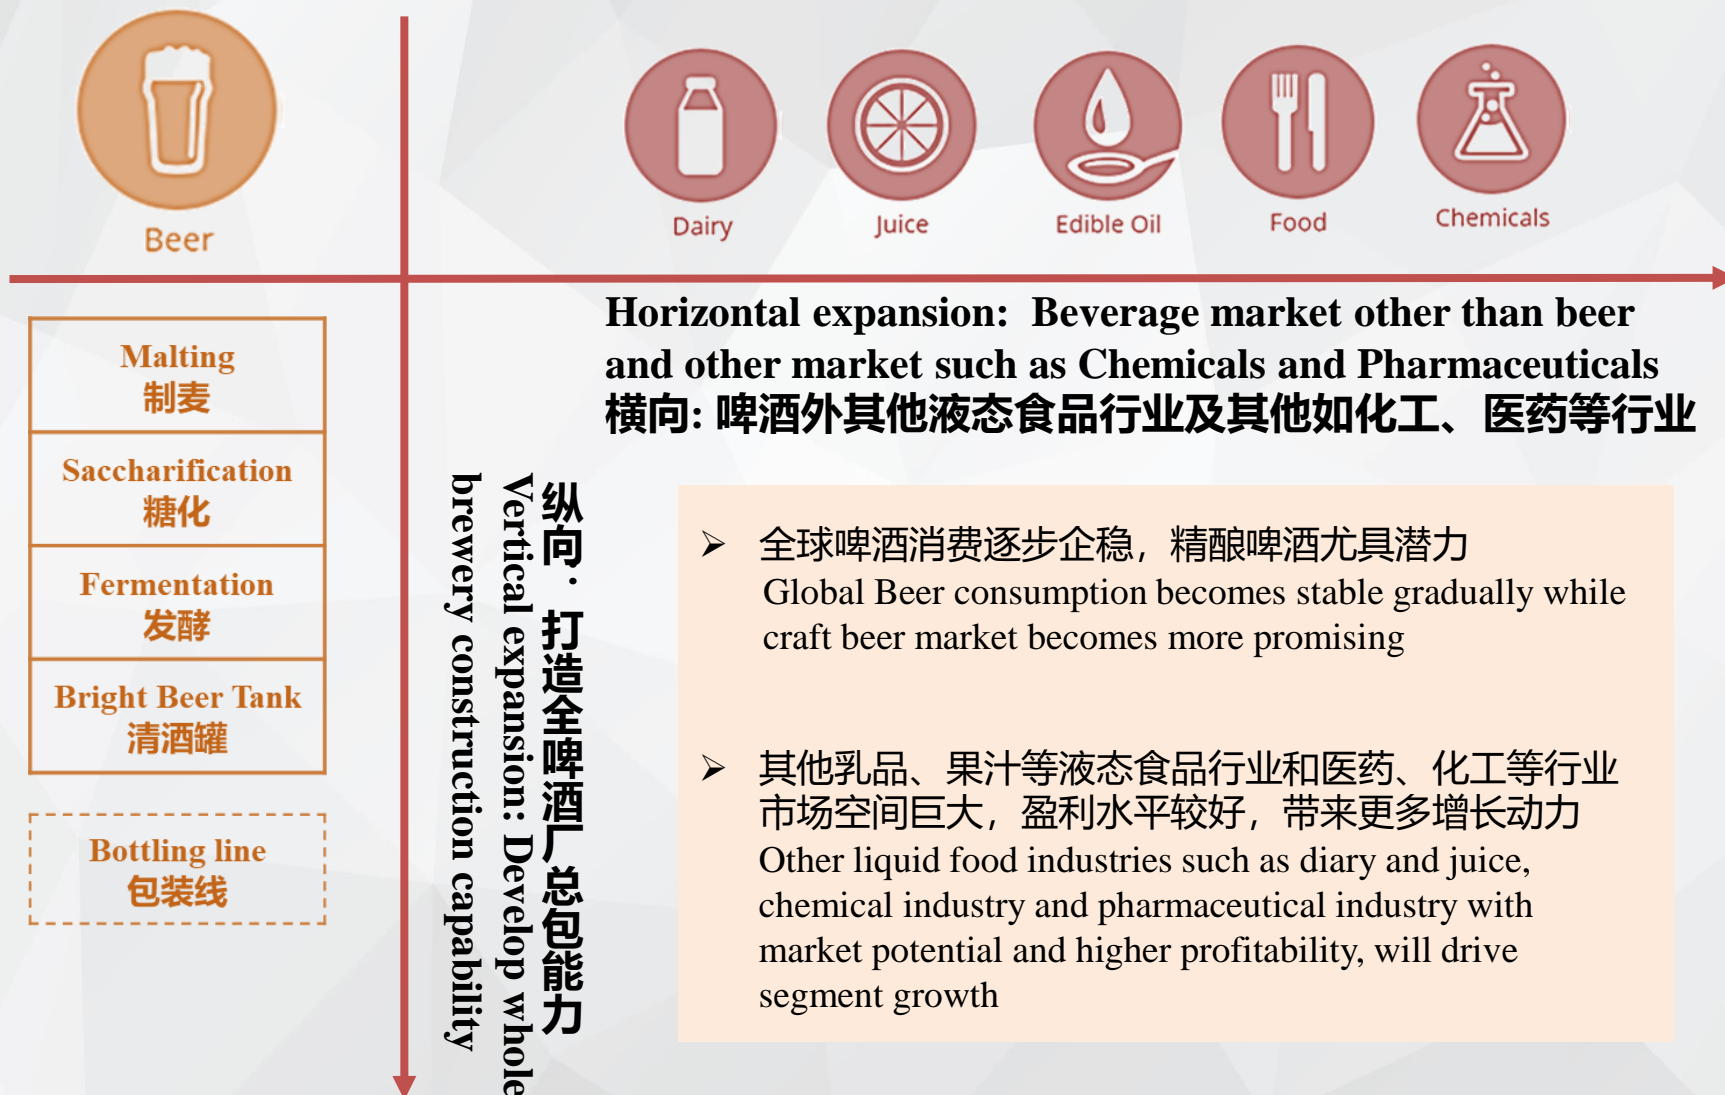 Beer
Dairy
Juice
Edible Oil
Food
Chemicals
Horizontal expansion: Beverage market other than beer
and other market such as Chemicals and Pharmaceuticals
横向: 啤酒外其他液态食品行业及其他如化工、医药等行业
Malting
制麦
Saccharification
糖化
Fermentation
发酵
Bright Beer Tank
清酒罐
Bottling line
包装线
纵向：打造全啤酒厂总包能力
Vertical expansion: Develop whole
brewery construction capability
➢ 全球啤酒消费逐步企稳，精酿啤酒尤具潜力
Global Beer consumption becomes stable gradually while
craft beer market becomes more promising
➢ 其他乳品、果汁等液态食品行业和医药、化工等行业
市场空间巨大，盈利水平较好，带来更多增长动力
Other liquid food industries such as diary and juice,
chemical industry and pharmaceutical industry with
market potential and higher profitability, will drive
segment growth